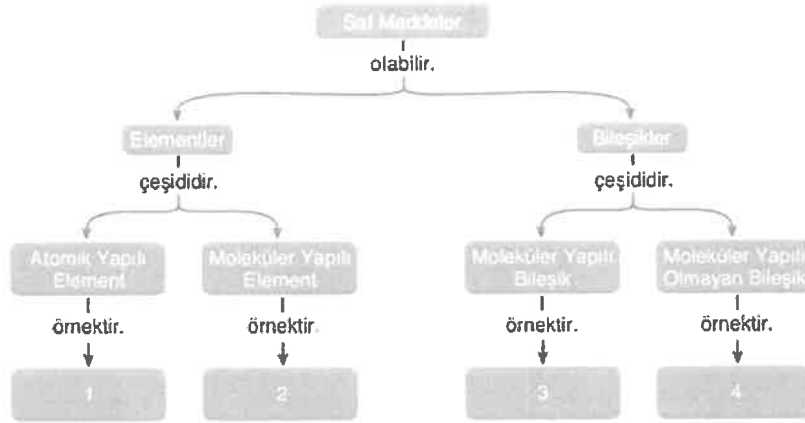 Saf Maddeler
olabilir.
Elementler
Bileşikler
çeşididir.
çeşididir.
Atomik Yapılı
Element
Moleküler Yapılı
Element
Moleküler Yapılı
Bileşik
Moleküler Yapılı
Olmayan Bileşik
örnektir.
örnektir.
örnektir.
örnektir.
1
2
3
4